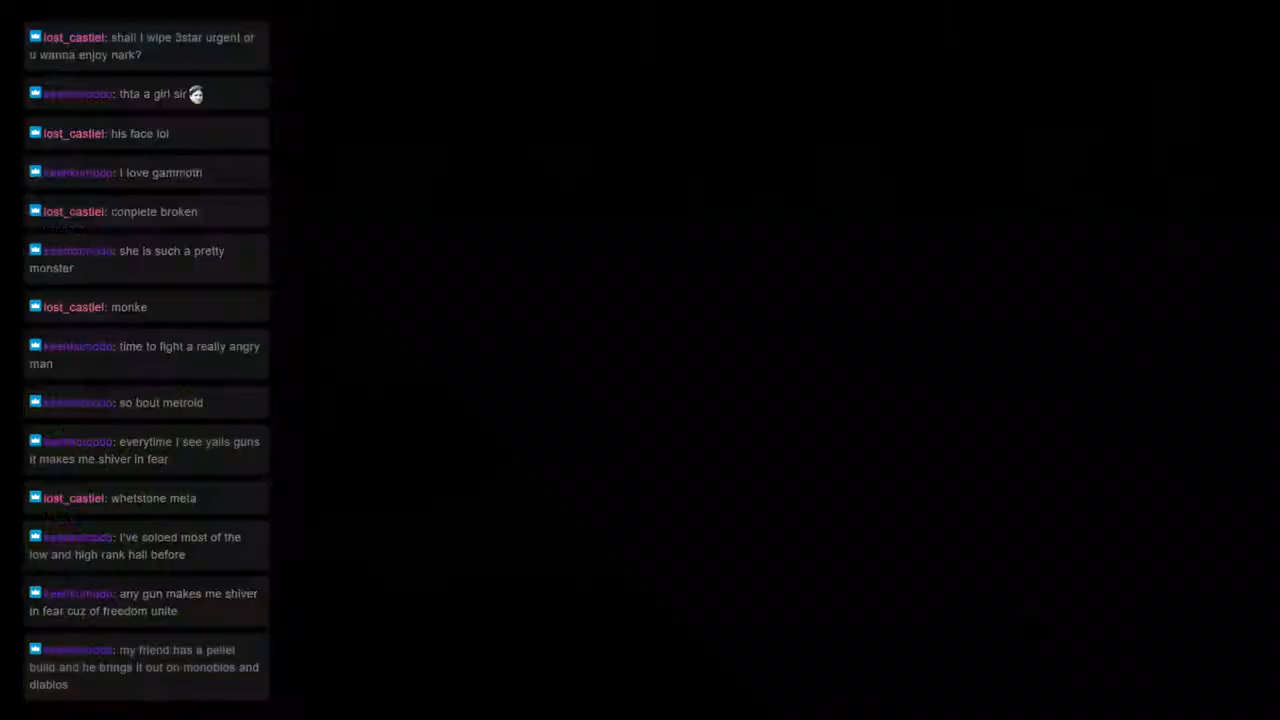 lost_castiel: shall I wipe 3star urgent or
u wanna enjoy nark?
: thta a girl sir
lost_castiel: his face lol
: I love gammoth
lost_castiel: conplete broken
: she is such a pretty
monster
lost_castiel: monke
: time to fight a really angry
man
: so bout metroid
: everytime I see yalls guns
it makes me shiver in fear
lost_castiel: whetstone meta
: I've soloed most of the
low and high rank hall before
: any gun makes me shiver
in fear cuz of freedom unite
: my friend has a pellet
build and he brings it out on monoblos and
diablos